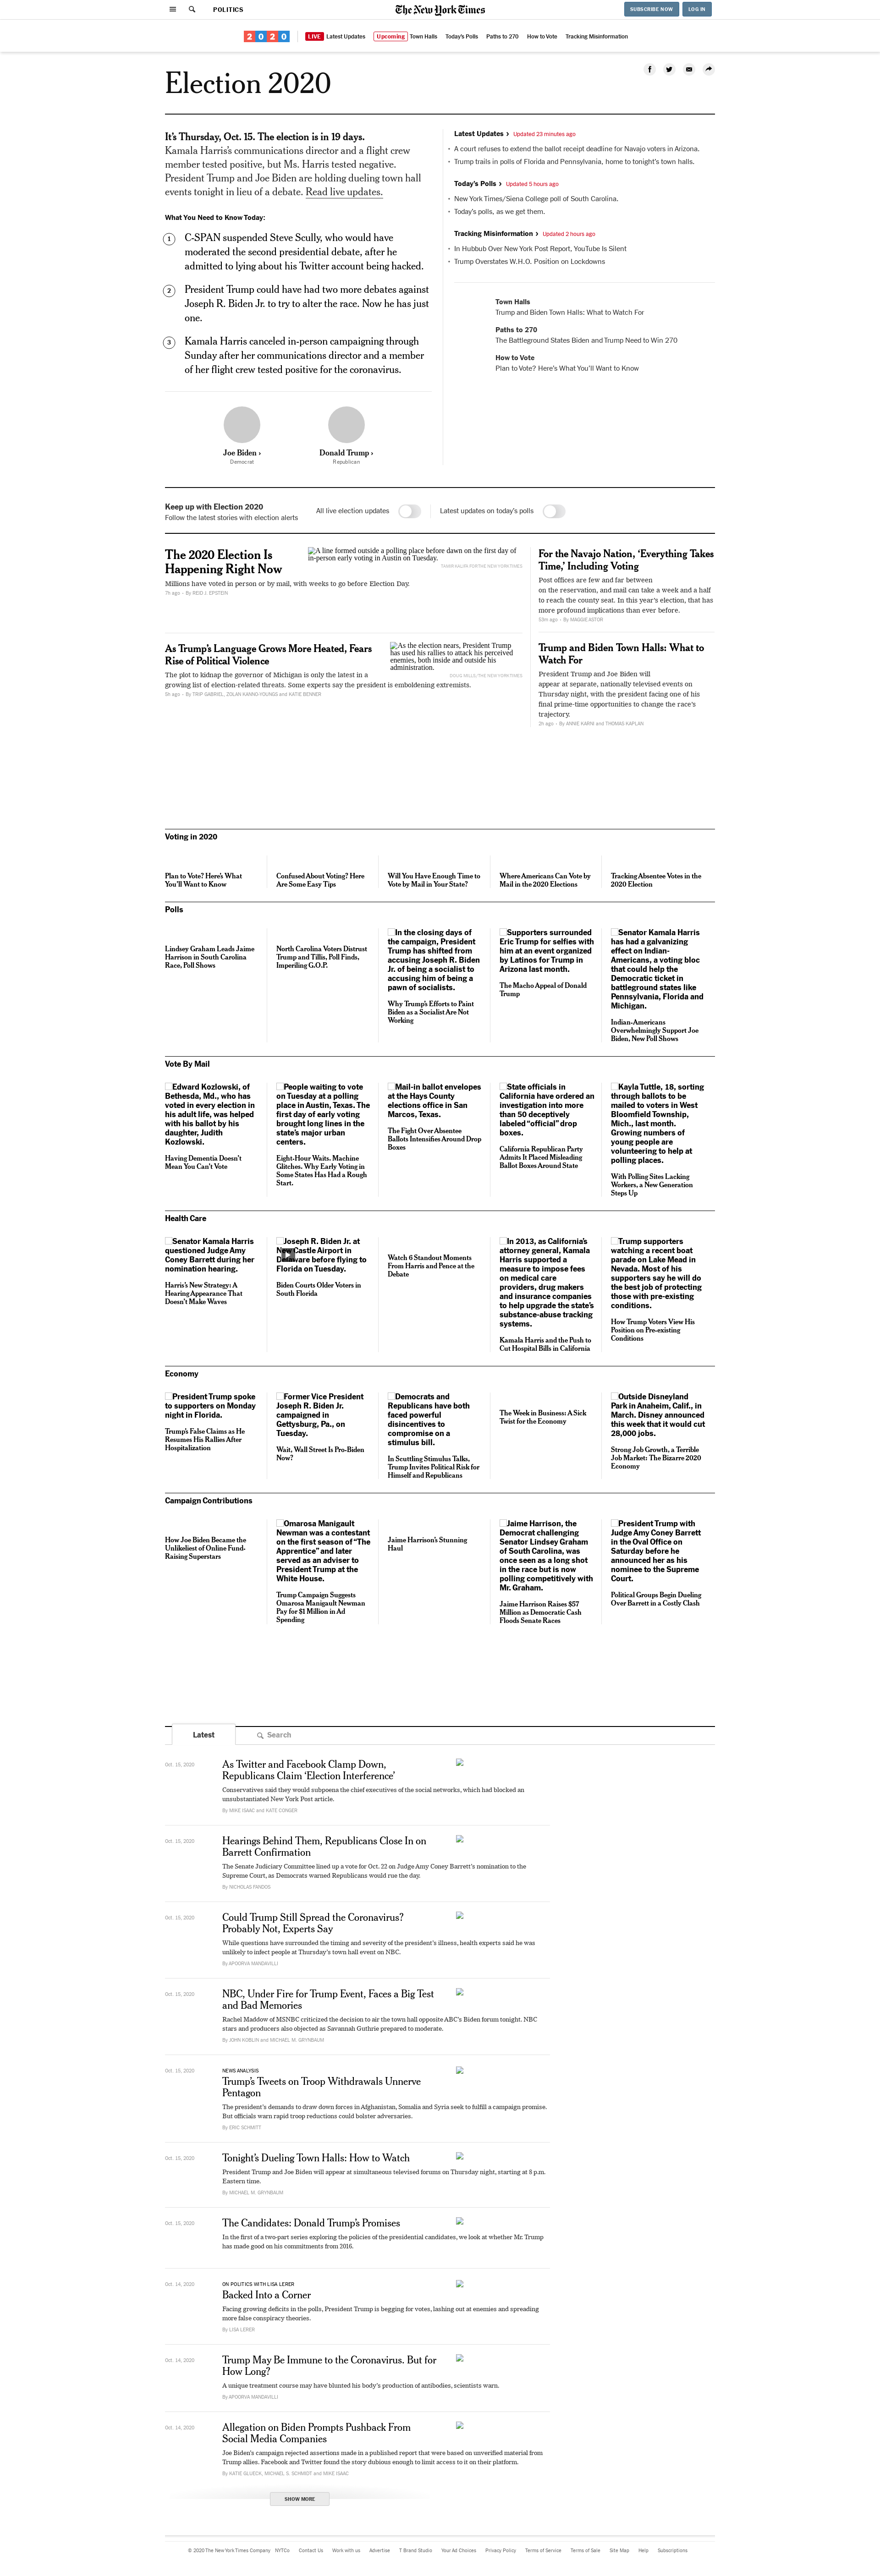 POLITICS
The New York Times
SUBSCRIBE NOW
LOG IN
2020
LIVE Latest Updates
Upcoming Town Halls
Today's Polls
Paths to 270
How to Vote
Tracking Misinformation
Election 2020
It's Thursday, Oct. 15. The election is in 19 days.
Kamala Harris's communications director and a flight crew
member tested positive, but Ms. Harris tested negative.
President Trump and Joe Biden are holding dueling town hall
events tonight in lieu of a debate. Read live updates.
What You Need to Know Today:
1
C-SPAN suspended Steve Scully, who would have
moderated the second presidential debate, after he
admitted to lying about his Twitter account being hacked.
2
President Trump could have had two more debates against
Joseph R. Biden Jr. to try to alter the race. Now he has just
one.
3
Kamala Harris canceled in-person campaigning through
Sunday after her communications director and a member
of her flight crew tested positive for the coronavirus.
Joe Biden ›
Democrat
Donald Trump ›
Republican
Latest Updates › Updated 23 minutes ago
• A court refuses to extend the ballot receipt deadline for Navajo voters in Arizona.
• Trump trails in polls of Florida and Pennsylvania, home to tonight's town halls.
Today's Polls › Updated 5 hours ago
• New York Times/Siena College poll of South Carolina.
• Today's polls, as we get them.
Tracking Misinformation › Updated 2 hours ago
• In Hubbub Over New York Post Report, YouTube Is Silent
• Trump Overstates W.H.O. Position on Lockdowns
Town Halls
Trump and Biden Town Halls: What to Watch For
Paths to 270
The Battleground States Biden and Trump Need to Win 270
How to Vote
Plan to Vote? Here's What You'll Want to Know
Keep up with Election 2020
Follow the latest stories with election alerts
All live election updates
Latest updates on today's polls
The 2020 Election Is
Happening Right Now
Millions have voted in person or by mail, with weeks to go before Election Day.
7h ago - By REID J. EPSTEIN
A line formed outside a polling place before dawn on the first day of
in-person early voting in Austin on Tuesday.
TAMIR KALIFA FOR THE NEW YORK TIMES
As Trump's Language Grows More Heated, Fears
Rise of Political Violence
The plot to kidnap the governor of Michigan is only the latest in a
growing list of election-related threats. Some experts say the president is emboldening extremists.
5h ago - By TRIP GABRIEL, ZOLAN KANNO-YOUNGS and KATIE BENNER
As the election nears, President Trump
has used his rallies to attack his perceived
enemies, both inside and outside his
administration.
DOUG MILLS/THE NEW YORK TIMES
For the Navajo Nation, 'Everything Takes
Time,' Including Voting
Post offices are few and far between
on the reservation, and mail can take a week and a half
to reach the county seat. In this year's election, that has
more profound implications than ever before.
53m ago - By MAGGIE ASTOR
Trump and Biden Town Halls: What to
Watch For
President Trump and Joe Biden will
appear at separate, nationally televised events on
Thursday night, with the president facing one of his
final prime-time opportunities to change the race's
trajectory.
2h ago - By ANNIE KARNI and THOMAS KAPLAN
Voting in 2020
Plan to Vote? Here's What
You'll Want to Know
Confused About Voting? Here
Are Some Easy Tips
Will You Have Enough Time to
Vote by Mail in Your State?
Where Americans Can Vote by
Mail in the 2020 Elections
Tracking Absentee Votes in the
2020 Election
Polls
Lindsey Graham Leads Jaime
Harrison in South Carolina
Race, Poll Shows
North Carolina Voters Distrust
Trump and Tillis, Poll Finds,
Imperiling G.O.P.
In the closing days of
the campaign, President
Trump has shifted from
accusing Joseph R. Biden
Jr. of being a socialist to
accusing him of being a
pawn of socialists.
Why Trump's Efforts to Paint
Biden as a Socialist Are Not
Working
Supporters surrounded
Eric Trump for selfies with
him at an event organized
by Latinos for Trump in
Arizona last month.
The Macho Appeal of Donald
Trump
Senator Kamala Harris
has had a galvanizing
effect on Indian-
Americans, a voting bloc
that could help the
Democratic ticket in
battleground states like
Pennsylvania, Florida and
Michigan.
Indian-Americans
Overwhelmingly Support Joe
Biden, New Poll Shows
Vote By Mail
Edward Kozlowski, of
Bethesda, Md., who has
voted in every election in
his adult life, was helped
with his ballot by his
daughter, Judith
Kozlowski.
Having Dementia Doesn't
Mean You Can't Vote
People waiting to vote
on Tuesday at a polling
place in Austin, Texas. The
first day of early voting
brought long lines in the
state's major urban
centers.
Eight-Hour Waits. Machine
Glitches. Why Early Voting in
Some States Has Had a Rough
Start.
Mail-in ballot envelopes
at the Hays County
elections office in San
Marcos, Texas.
The Fight Over Absentee
Ballots Intensifies Around Drop
Boxes
State officials in
California have ordered an
investigation into more
than 50 deceptively
labeled "official" drop
boxes.
California Republican Party
Admits It Placed Misleading
Ballot Boxes Around State
Kayla Tuttle, 18, sorting
through ballots to be
mailed to voters in West
Bloomfield Township,
Mich., last month.
Growing numbers of
young people are
volunteering to help at
polling places.
With Polling Sites Lacking
Workers, a New Generation
Steps Up
Health Care
Senator Kamala Harris
questioned Judge Amy
Coney Barrett during her
nomination hearing.
Harris's New Strategy: A
Hearing Appearance That
Doesn't Make Waves
Joseph R. Biden Jr. at
Castle Airport in
before flying to
Florida on Tuesday.
Biden Courts Older Voters in
South Florida
Watch 6 Standout Moments
From Harris and Pence at the
Debate
In 2013, as California's
attorney general, Kamala
Harris supported a
measure to impose fees
on medical care
providers, drug makers
and insurance companies
to help upgrade the state's
substance-abuse tracking
systems.
Kamala Harris and the Push to
Cut Hospital Bills in California
Trump supporters
watching a recent boat
parade on Lake Mead in
Nevada. Most of his
supporters say he will do
the best job of protecting
those with pre-existing
conditions.
How Trump Voters View His
Position on Pre-existing
Conditions
Economy
President Trump spoke
to supporters on Monday
night in Florida.
Trump's False Claims as He
Resumes His Rallies After
Hospitalization
Former Vice President
Joseph R. Biden Jr.
campaigned in
Gettysburg, Pa., on
Tuesday.
Wait, Wall Street Is Pro-Biden
Now?
Democrats and
Republicans have both
faced powerful
disincentives to
compromise on a
stimulus bill.
In Scuttling Stimulus Talks,
Trump Invites Political Risk for
Himself and Republicans
The Week in Business: A Sick
Twist for the Economy
Outside Disneyland
Park in Anaheim, Calif., in
March. Disney announced
this week that it would cut
28,000 jobs.
Strong Job Growth, a Terrible
Job Market: The Bizarre 2020
Economy
Campaign Contributions
How Joe Biden Became the
Unlikeliest of Online Fund-
Raising Superstars
Omarosa Manigault
Newman was a contestant
on the first season of "The
Apprentice" and later
served as an adviser to
President Trump at the
White House.
Trump Campaign Suggests
Omarosa Manigault Newman
Pay for $1 Million in Ad
Spending
Jaime Harrison's Stunning
Haul
Jaime Harrison, the
Democrat challenging
Senator Lindsey Graham
of South Carolina, was
once seen as a long shot
in the race but is now
polling competitively with
Mr. Graham.
Jaime Harrison Raises $57
Million as Democratic Cash
Floods Senate Races
President Trump with
Judge Amy Coney Barrett
in the Oval Office on
Saturday before he
announced her as his
nominee to the Supreme
Court.
Political Groups Begin Dueling
Over Barrett in a Costly Clash
Latest
Search
Oct. 15, 2020
As Twitter and Facebook Clamp Down,
Republicans Claim 'Election Interference'
Conservatives said they would subpoena the chief executives of the social networks, which had blocked an
unsubstantiated New York Post article.
By MIKE ISAAC and KATE CONGER
Oct. 15, 2020
Hearings Behind Them, Republicans Close In on
Barrett Confirmation
The Senate Judiciary Committee lined up a vote for Oct. 22 on Judge Amy Coney Barrett's nomination to the
Supreme Court, as Democrats warned Republicans would rue the day.
By NICHOLAS FANDOS
Oct. 15, 2020
Could Trump Still Spread the Coronavirus?
Probably Not, Experts Say
While questions have surrounded the timing and severity of the president's illness, health experts said he was
unlikely to infect people at Thursday's town hall event on NBC.
By APOORVA MANDAVILLI
Oct. 15, 2020
NBC, Under Fire for Trump Event, Faces a Big Test
and Bad Memories
Rachel Maddow of MSNBC criticized the decision to air the town hall opposite ABC's Biden forum tonight. NBC
stars and producers also objected as Savannah Guthrie prepared to moderate.
By JOHN KOBLIN and MICHAEL M. GRYNBAUM
Oct. 15, 2020
NEWS ANALYSIS
Trump's Tweets on Troop Withdrawals Unnerve
Pentagon
The president's demands to draw down forces in Afghanistan, Somalia and Syria seek to fulfill a campaign promise.
But officials warn rapid troop reductions could bolster adversaries.
By ERIC SCHMITT
Oct. 15, 2020
Tonight's Dueling Town Halls: How to Watch
President Trump and Joe Biden will appear at simultaneous televised forums on Thursday night, starting at 8 p.m.
Eastern time.
By MICHAEL M. GRYNBAUM
Oct. 15, 2020
The Candidates: Donald Trump's Promises
In the first of a two-part series exploring the policies of the presidential candidates, we look at whether Mr. Trump
has made good on his commitments from 2016.
Oct. 14, 2020
ON POLITICS WITH LISA LERER
Backed Into a Corner
Facing growing deficits in the polls, President Trump is begging for votes, lashing out at enemies and spreading
more false conspiracy theories.
By LISA LERER
Oct. 14, 2020
Trump May Be Immune to the Coronavirus. But for
How Long?
A unique treatment course may have blunted his body's production of antibodies, scientists warn.
By APOORVA MANDAVILLI
Oct. 14, 2020
Allegation on Biden Prompts Pushback From
Social Media Companies
Joe Biden's campaign rejected assertions made in a published report that were based on unverified material from
Trump allies. Facebook and Twitter found the story dubious enough to limit access to it on their platform.
By KATIE GLUECK, MICHAEL S. SCHMIDT and MIKE ISAAC
SHOW MORE
© 2020 The New York Times Company
NYTCo
Contact Us
Work with us
Advertise
T Brand Studio
Your Ad Choices
Privacy Policy
Terms of Service
Terms of Sale
Site Map
Help
Subscriptions